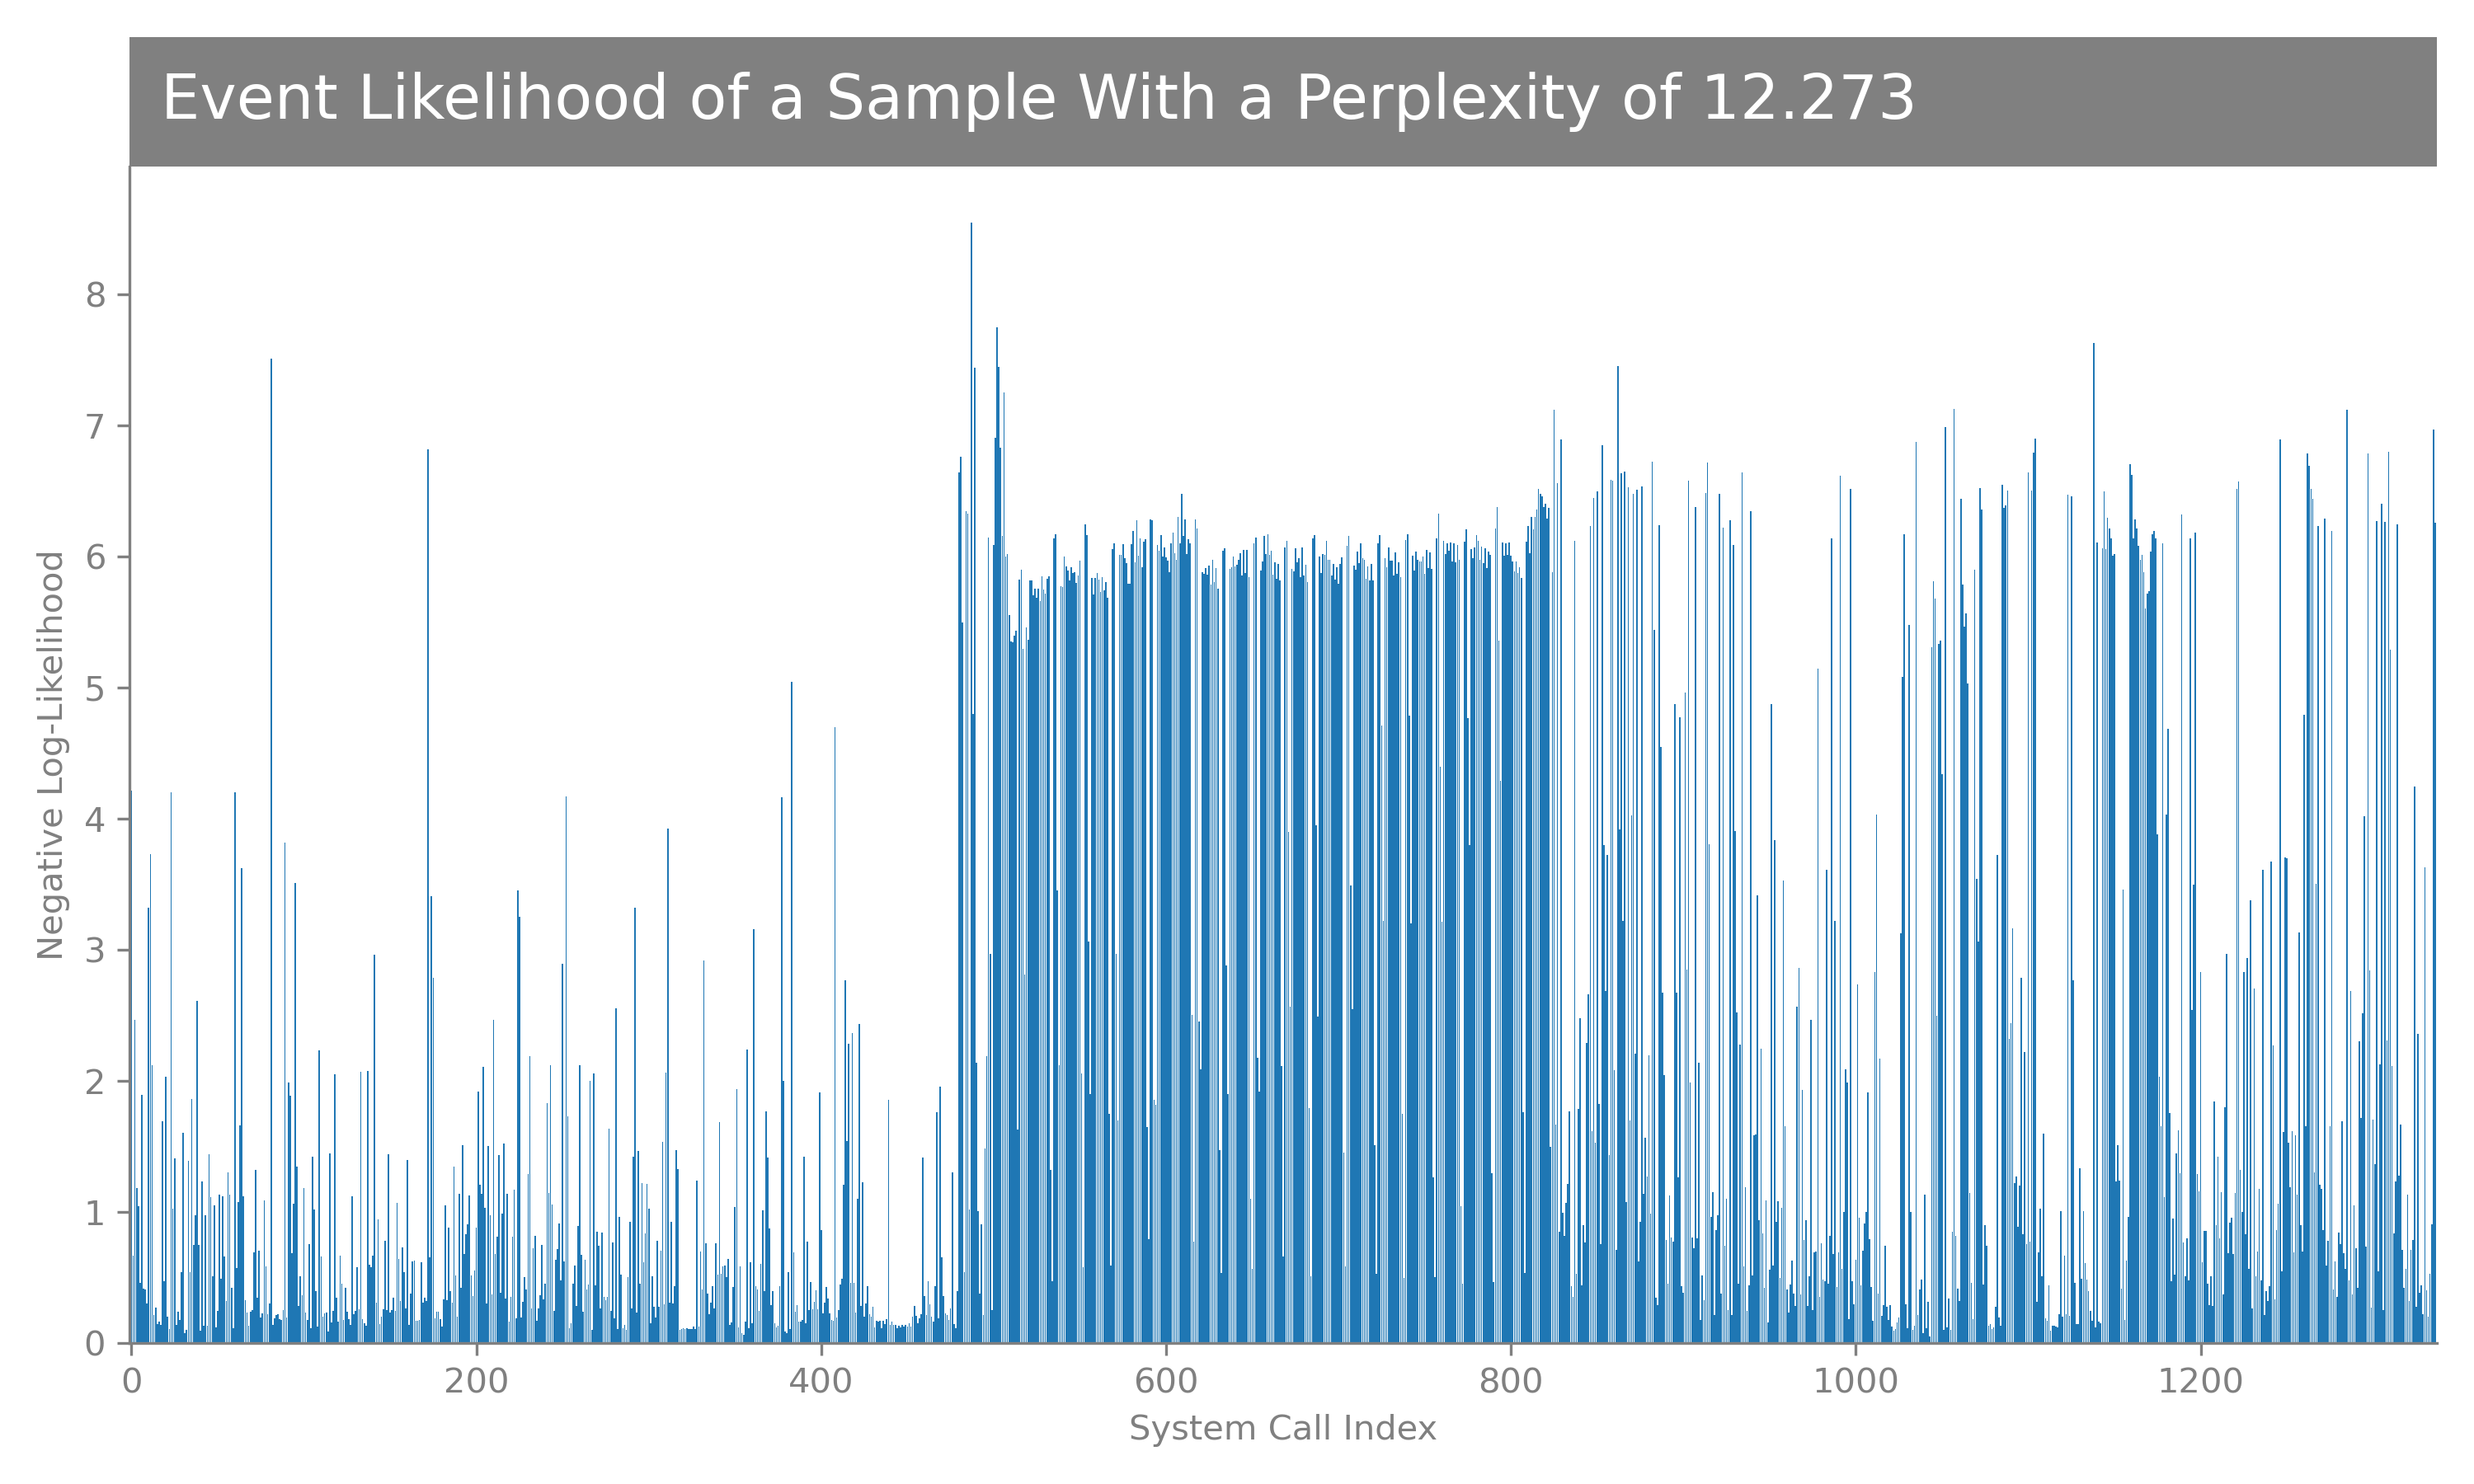 Event Likelihood of a Sample With a Perplexity of 12.273
8
7
6
5
4
3
2
1
0
Negative Log-Likelihood
0 200 400 600 800 1000 1200
System Call Index